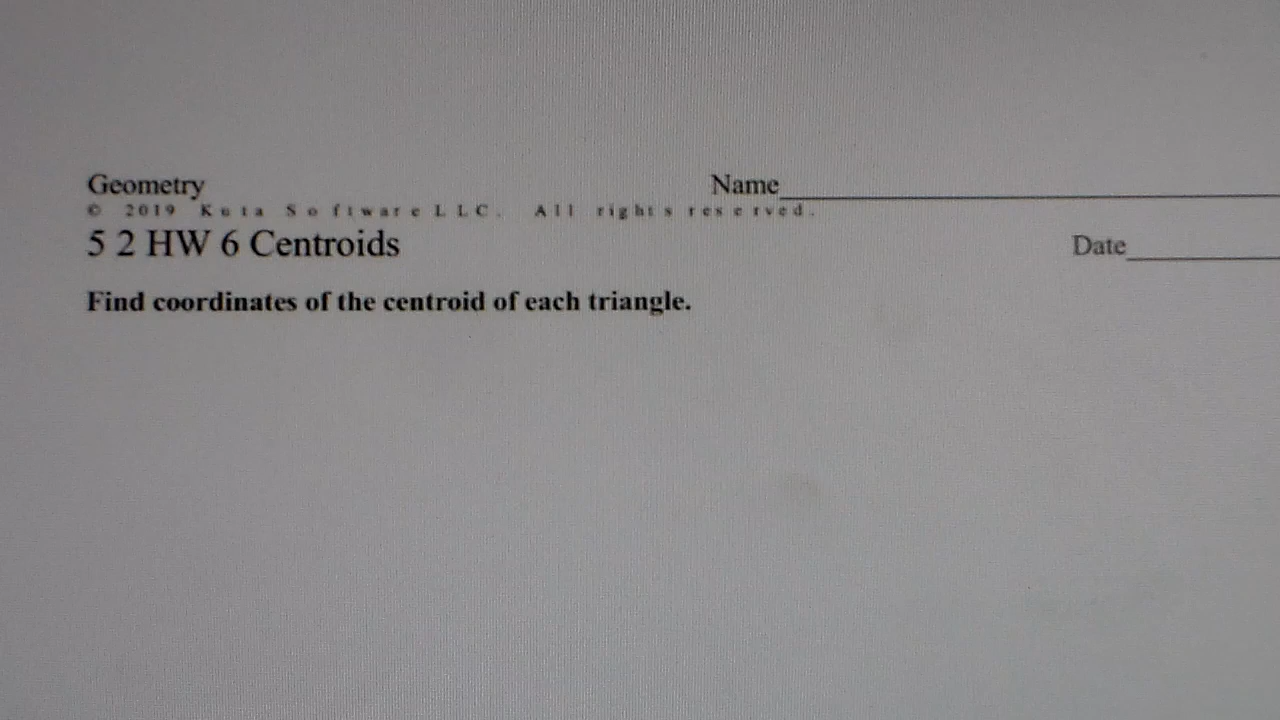 Geometry Name
© 2019 Kuta Software LLC. All rights reserved.
5 2 HW 6 Centroids Date
Find coordinates of the centroid of each triangle.